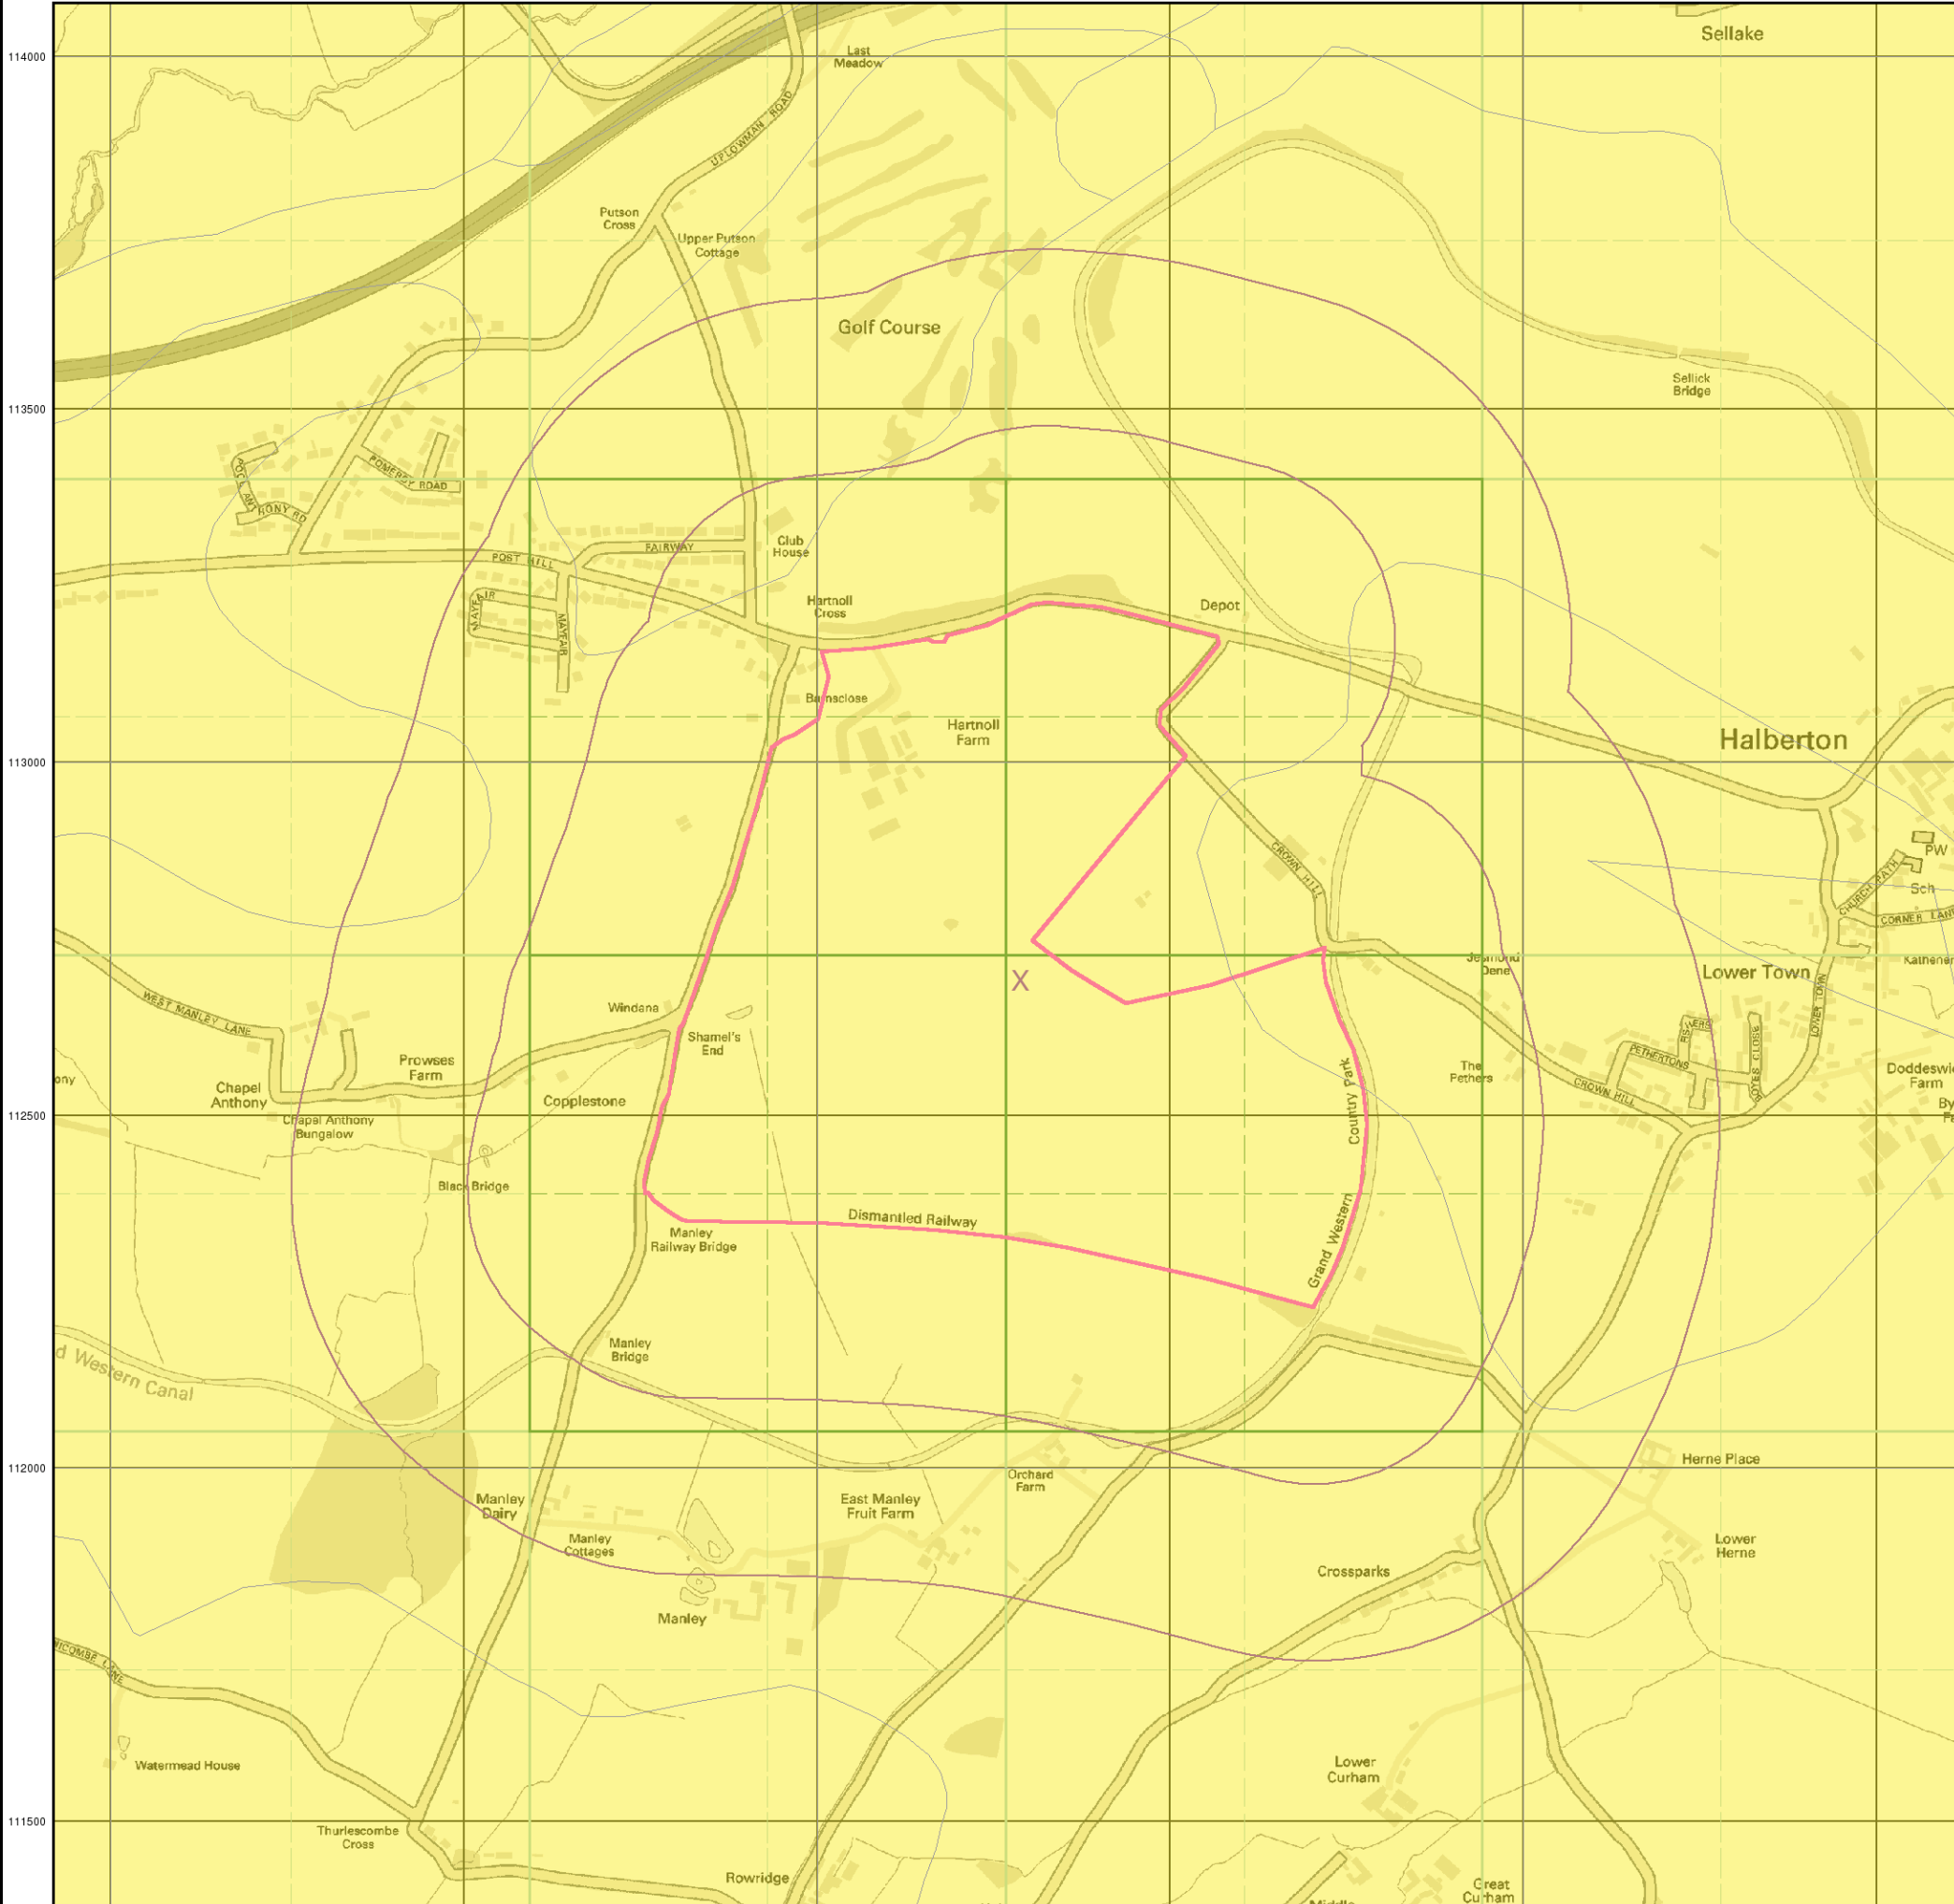 114000
Sellake
Last
Meadow
UPLOWMAN ROAD
Putson
Cross
Upper Putson
Cottage
Golf Course
Sellick
Bridge
113500
POMEROY ROAD
POST HILL
FAIRWAY
Club
House
MAYFAIR
MAYFAIR
Hartnoll
Cross
Depot
Barnsclose
Hartnoll
Farm
Halberton
113000
CROWN HILL
PW
CHURCH PATH
Sch
CORNER LAN
Jesmond
Dene
Lower Town
LOWER TOWN
X
WEST MANLEY LANE
Windana
Shamel's
End
Prowses
Farm
Chapel
Anthony
ony
Chapel Anthony
Bungalow
Copplestone
Country Park
Grand Western
The
Fethers
PETHERTONS
CROWN HILL
Farm
112500
Black Bridge
Dismantled Railway
Manley
Railway Bridge
Manley
Bridge
d Western Canal
112000
Manley
Dairy
Manley
Cottages
East Manley
Fruit Farm
Orchard
Farm
Herne Place
Lower
Herne
Crossparks
Manley
Watermead House
Lower
Curham
111500
Thurlescombe
Cross
Rowridge
Great
Curham